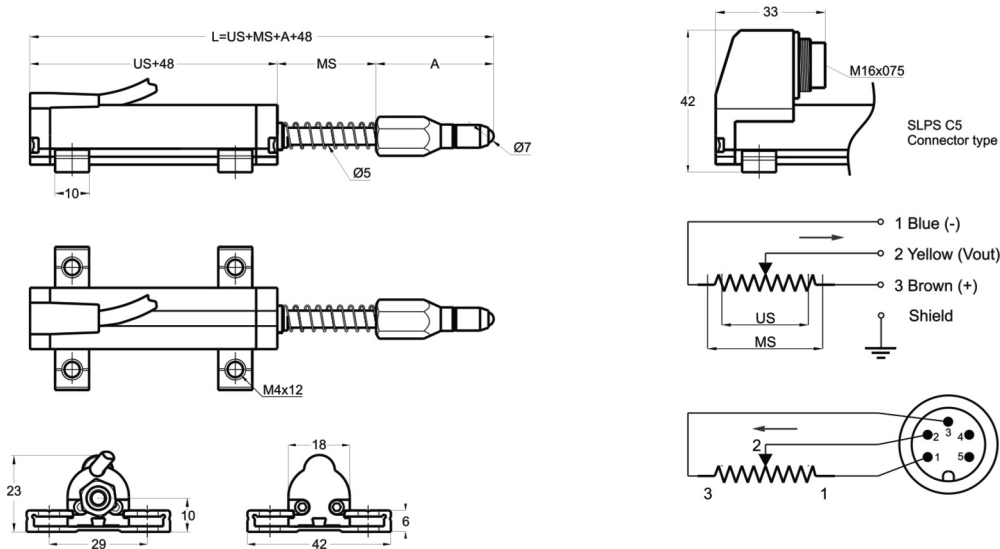 L=US+MS+A+48
US+48
MS
A
Ø7
Ø5
10
33
42
M16x075
SLPS C5
Connector type
1 Blue (-)
2 Yellow (Vout)
3 Brown (+)
Shield
US
MS
M4x12
23
10
29
18
6
42
2
3
1
3
2
4
1
5